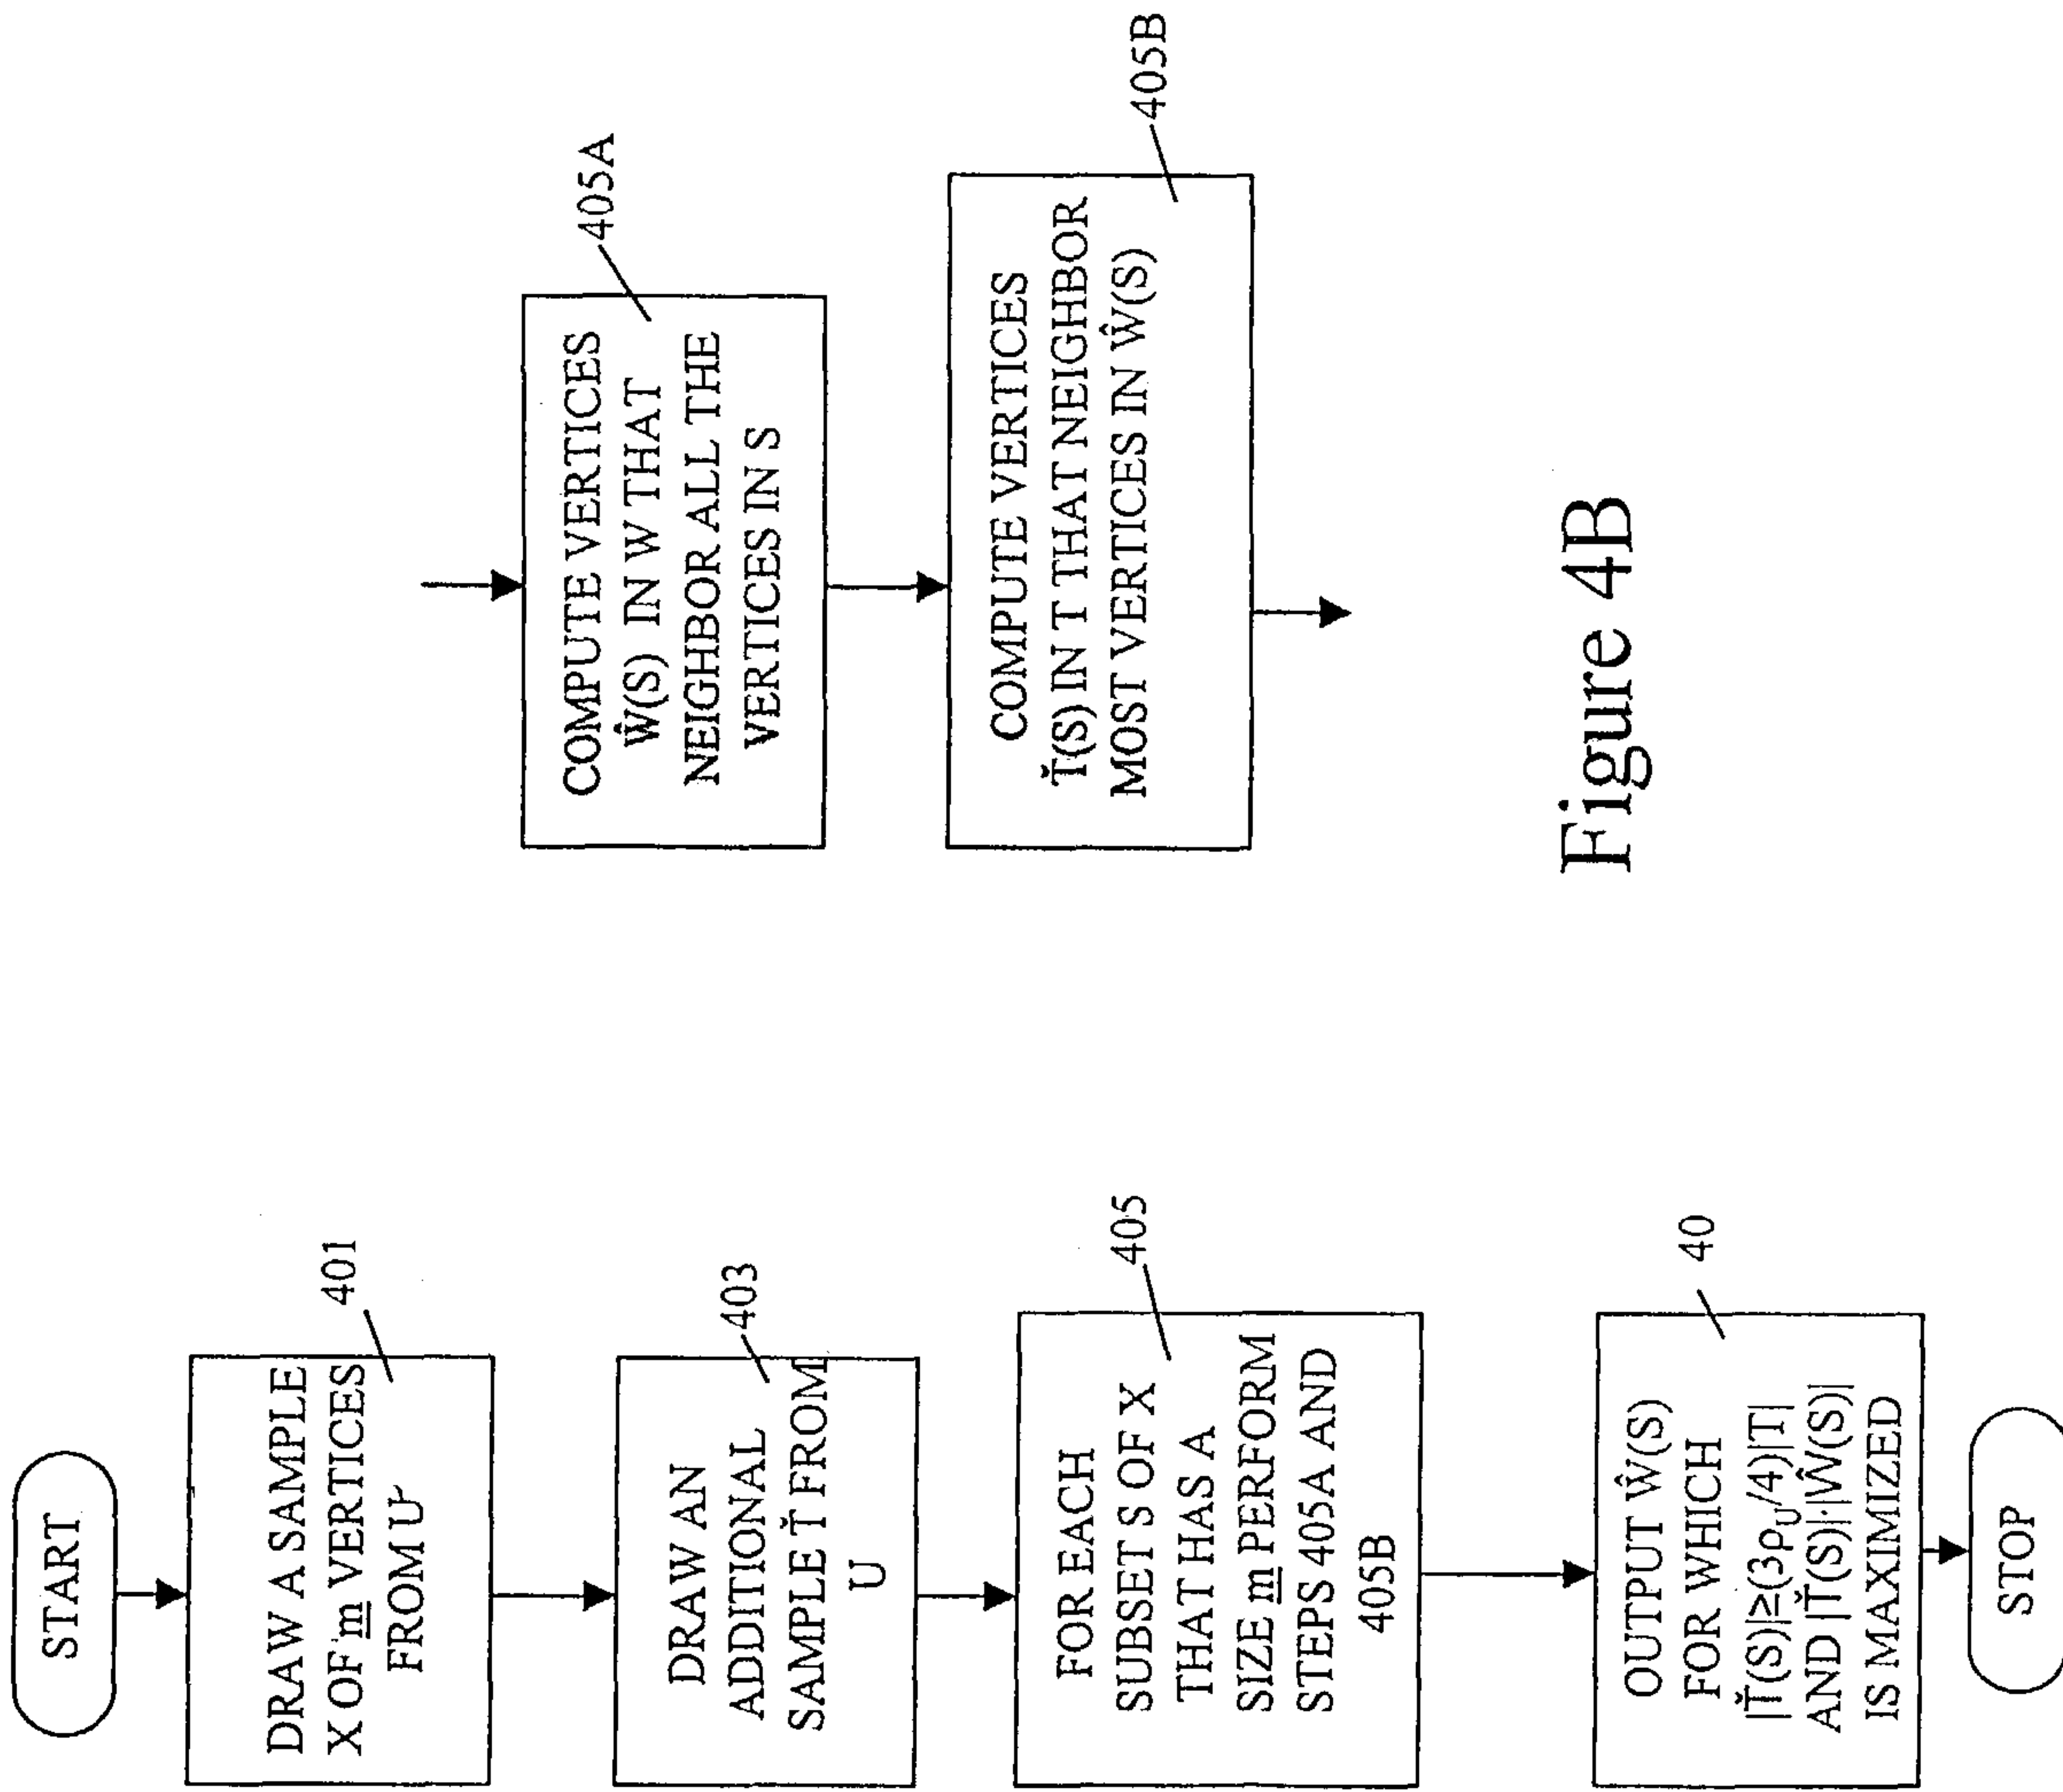 START
DRAW A SAMPLE
X OF m VERTICES
FROM U
401
DRAW AN
ADDITIONAL
SAMPLE T̆ FROM
U
403
FOR EACH
SUBSET S OF X
THAT HAS A
SIZE m PERFORM
STEPS 405A AND
405B
405
OUTPUT Ŵ(S)
FOR WHICH
|T̆(S)|≥(3ρU/4)|T|
AND |T̆(S)|·|Ŵ(S)|
IS MAXIMIZED
40
STOP
COMPUTE VERTICES
Ŵ(S) IN W THAT
NEIGHBOR ALL THE
VERTICES IN S
405A
COMPUTE VERTICES
T̆(S) IN T THAT NEIGHBOR
MOST VERTICES IN Ŵ(S)
405B
Figure 4B